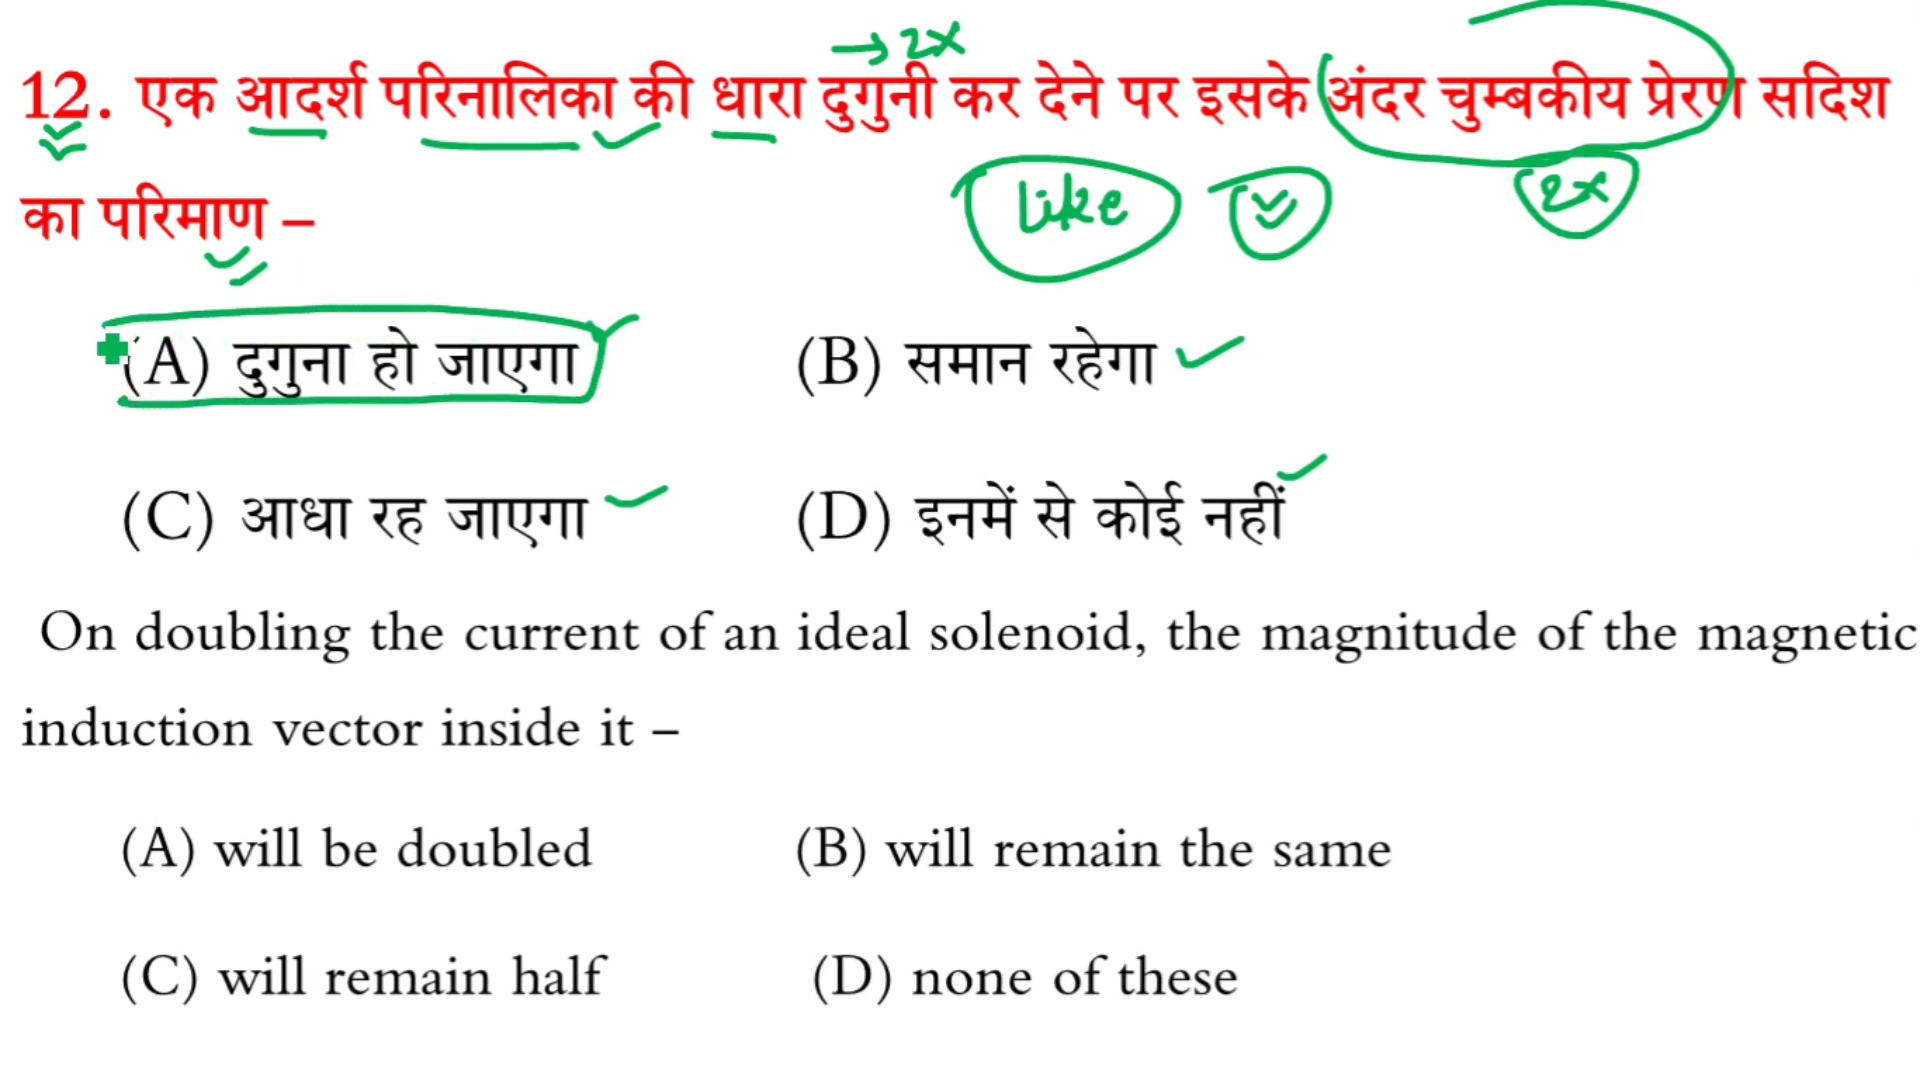 → 2x
12. एक आदर्श परिनालिका की धारा दुगुनी कर देने पर इसके अंदर चुम्बकीय प्रेरण सदिश
का परिमाण –
like
2x
(A) दुगुना हो जाएगा (B) समान रहेगा
(C) आधा रह जाएगा (D) इनमें से कोई नहीं
On doubling the current of an ideal solenoid, the magnitude of the magnetic
induction vector inside it –
(A) will be doubled (B) will remain the same
(C) will remain half (D) none of these